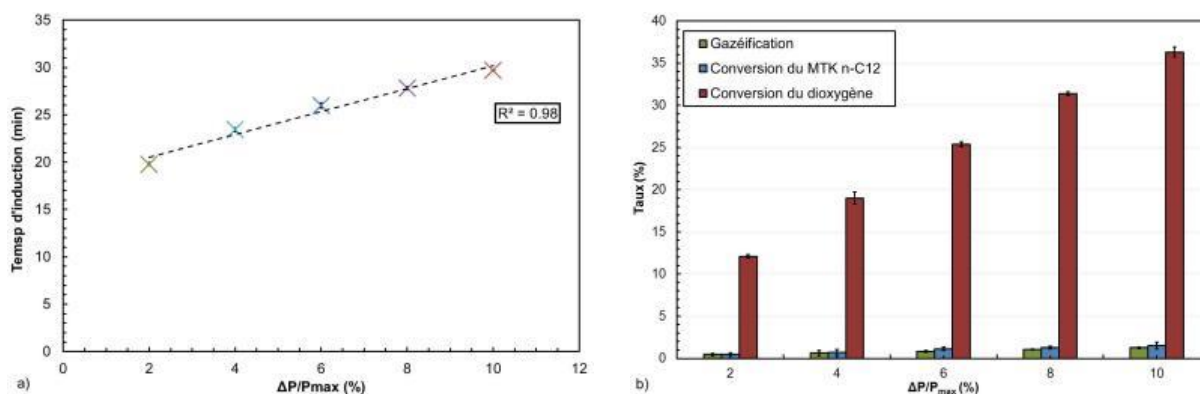 35
30
25
20
15
10
5
0
Temsp d'induction (min)
R² = 0.98
0 2 4 6 8 10 12
ΔP/Pmax (%)
a)
40
35
30
25
20
15
10
5
0
Taux (%)
Gazéification
Conversion du MTK n-C12
Conversion du dioxygène
2 4 6 8 10
ΔP/Pmax (%)
b)